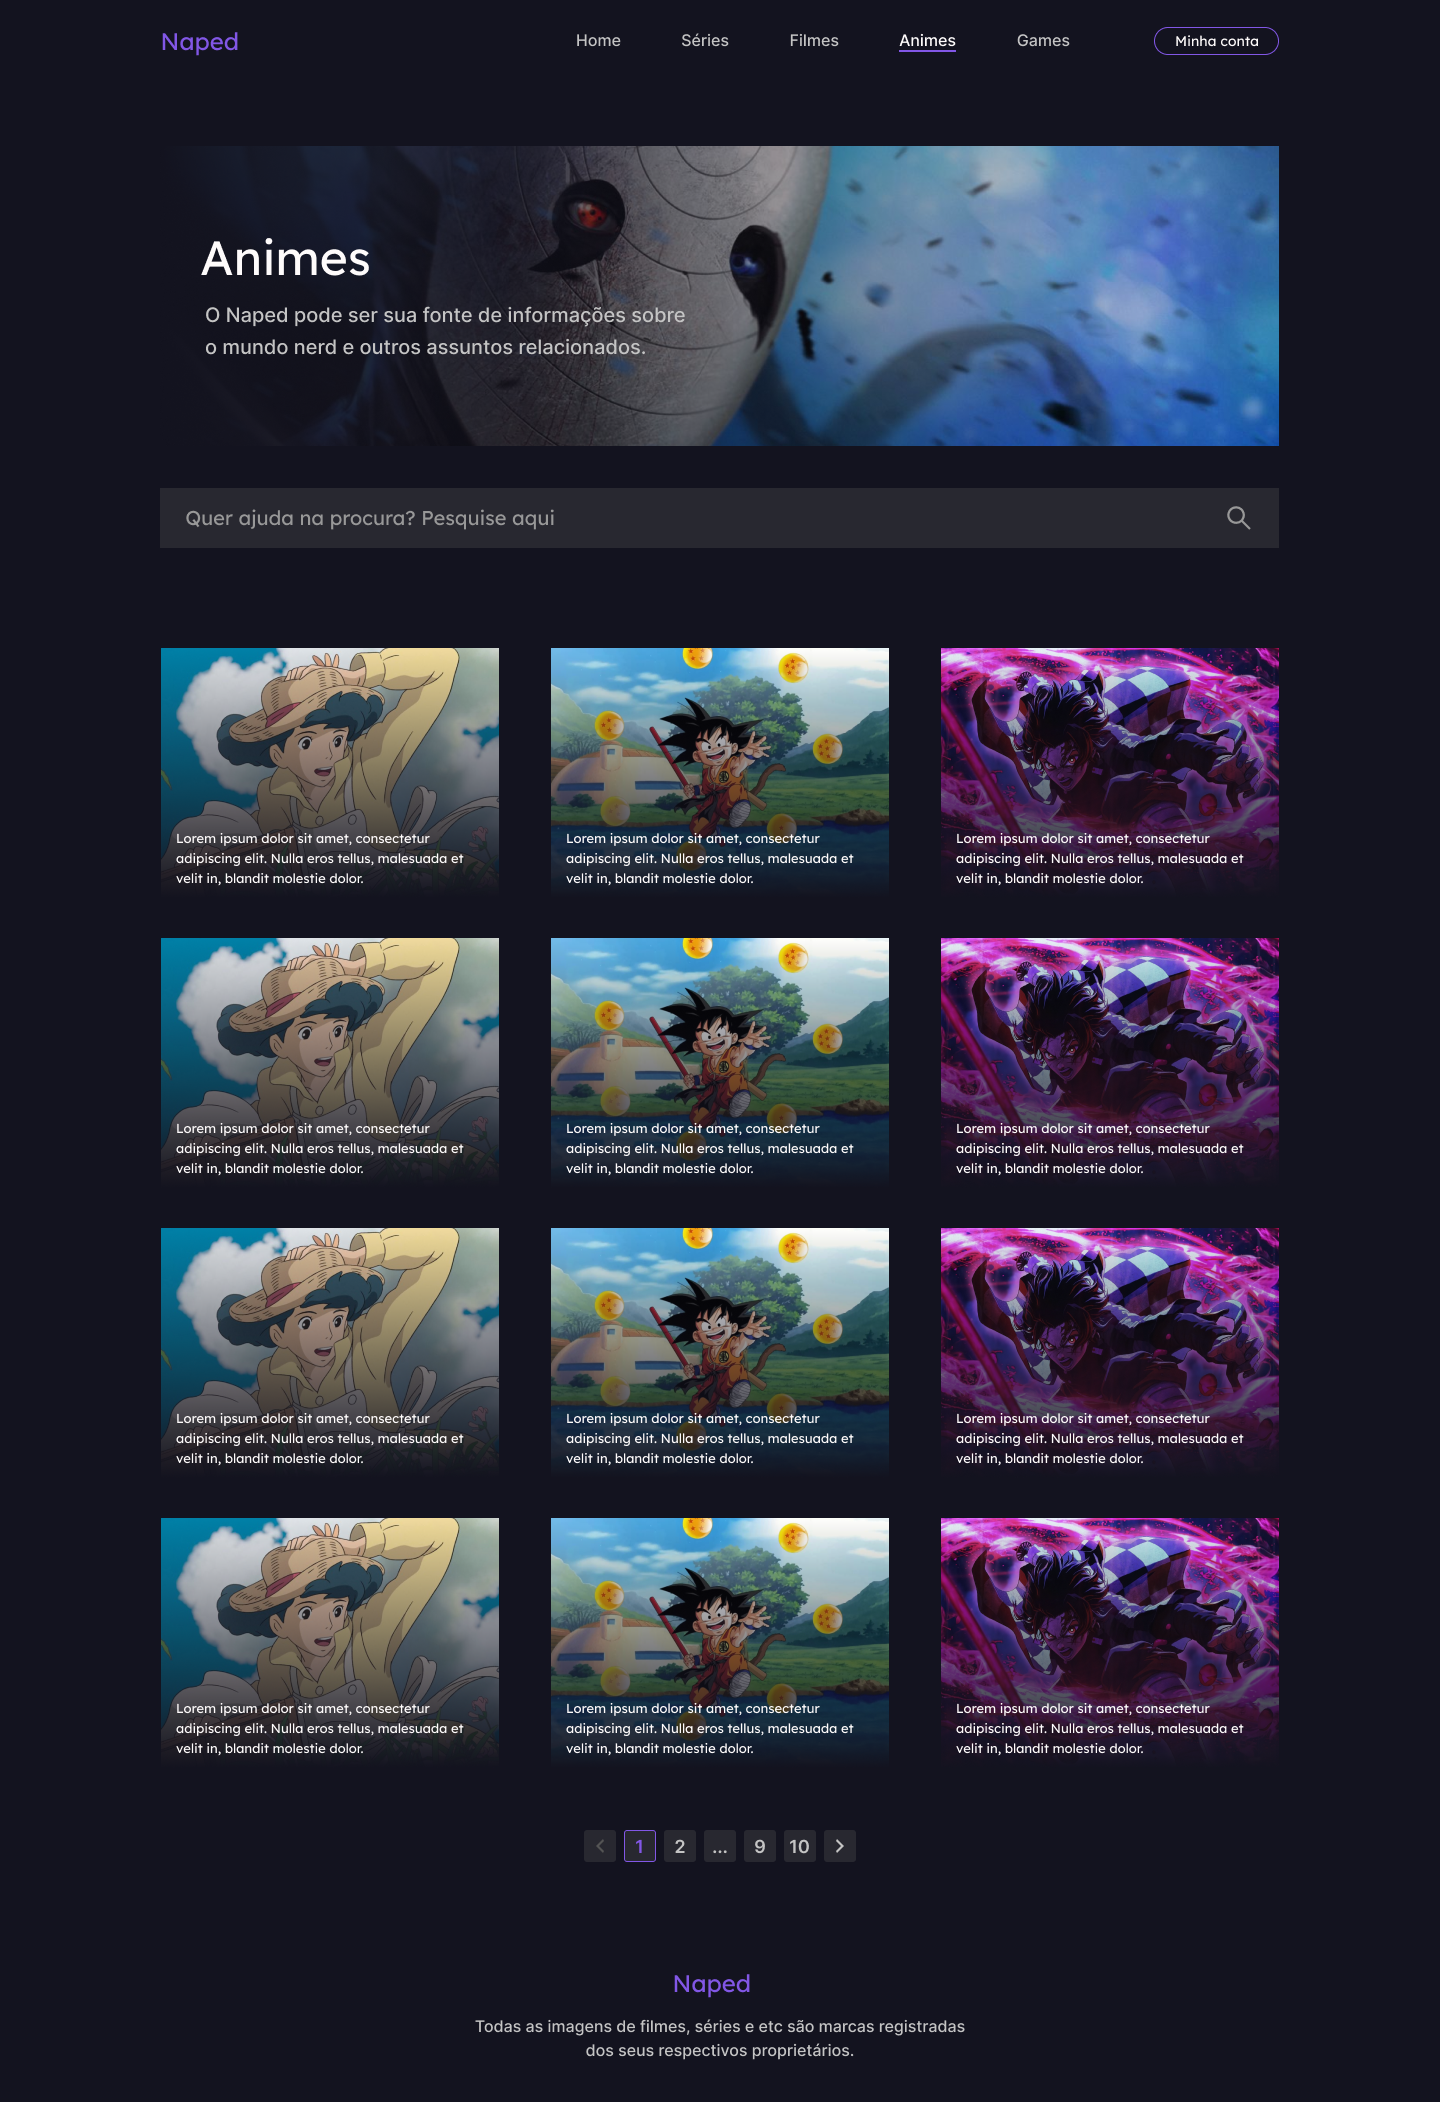 Naped
Home Séries Filmes Animes Games Minha conta
Animes
O Naped pode ser sua fonte de informações sobre
o mundo nerd e outros assuntos relacionados.
Quer ajuda na procura? Pesquise aqui
Lorem ipsum dolor sit amet, consectetur
adipiscing elit. Nulla eros tellus, malesuada et
velit in, blandit molestie dolor.
Lorem ipsum dolor sit amet, consectetur
adipiscing elit. Nulla eros tellus, malesuada et
velit in, blandit molestie dolor.
Lorem ipsum dolor sit amet, consectetur
adipiscing elit. Nulla eros tellus, malesuada et
velit in, blandit molestie dolor.
Lorem ipsum dolor sit amet, consectetur
adipiscing elit. Nulla eros tellus, malesuada et
velit in, blandit molestie dolor.
Lorem ipsum dolor sit amet, consectetur
adipiscing elit. Nulla eros tellus, malesuada et
velit in, blandit molestie dolor.
Lorem ipsum dolor sit amet, consectetur
adipiscing elit. Nulla eros tellus, malesuada et
velit in, blandit molestie dolor.
Lorem ipsum dolor sit amet, consectetur
adipiscing elit. Nulla eros tellus, malesuada et
velit in, blandit molestie dolor.
Lorem ipsum dolor sit amet, consectetur
adipiscing elit. Nulla eros tellus, malesuada et
velit in, blandit molestie dolor.
Lorem ipsum dolor sit amet, consectetur
adipiscing elit. Nulla eros tellus, malesuada et
velit in, blandit molestie dolor.
Lorem ipsum dolor sit amet, consectetur
adipiscing elit. Nulla eros tellus, malesuada et
velit in, blandit molestie dolor.
Lorem ipsum dolor sit amet, consectetur
adipiscing elit. Nulla eros tellus, malesuada et
velit in, blandit molestie dolor.
Lorem ipsum dolor sit amet, consectetur
adipiscing elit. Nulla eros tellus, malesuada et
velit in, blandit molestie dolor.
1 2 ... 9 10
Naped
Todas as imagens de filmes, séries e etc são marcas registradas
dos seus respectivos proprietários.